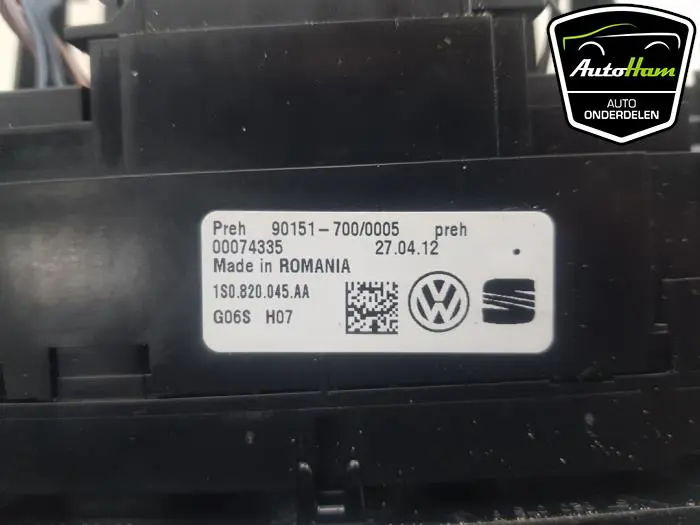 AutoHam
AUTO
ONDERDELEN
Preh 90151-700/0005 preh
00074335 27.04.12
Made in ROMANIA
1S0.820.045.AA
G06S H07